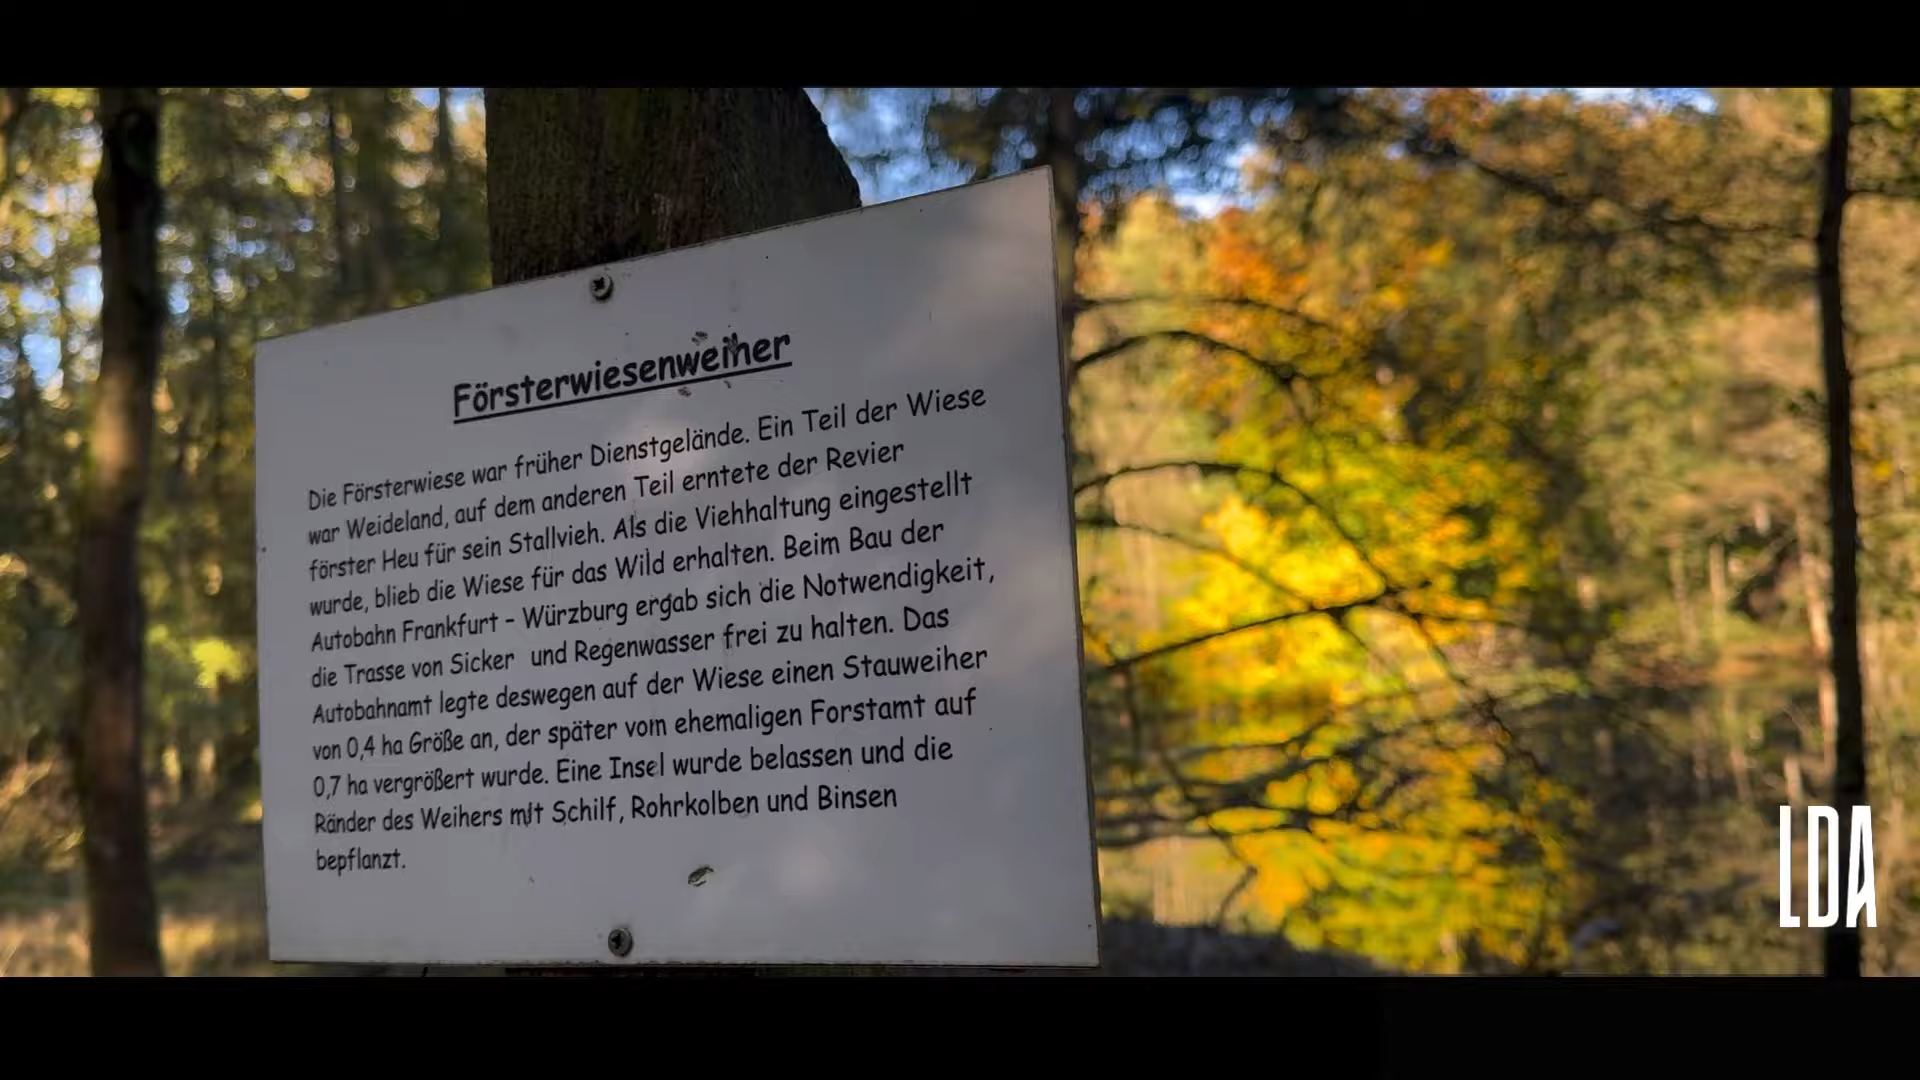 Försterwiesenweiher
Die Försterwiese war früher Dienstgelände. Ein Teil der Wiese
war Weideland, auf dem anderen Teil erntete der Revier
förster Heu für sein Stallvieh. Als die Viehhaltung eingestellt
wurde, blieb die Wiese für das Wild erhalten. Beim Bau der
Autobahn Frankfurt - Würzburg ergab sich die Notwendigkeit,
die Trasse von Sicker und Regenwasser frei zu halten. Das
Autobahnamt legte deswegen auf der Wiese einen Stauweiher
von 0,4 ha Größe an, der später vom ehemaligen Forstamt auf
0,7 ha vergrößert wurde. Eine Insel wurde belassen und die
Ränder des Weihers mit Schilf, Rohrkolben und Binsen
bepflanzt.
LDA